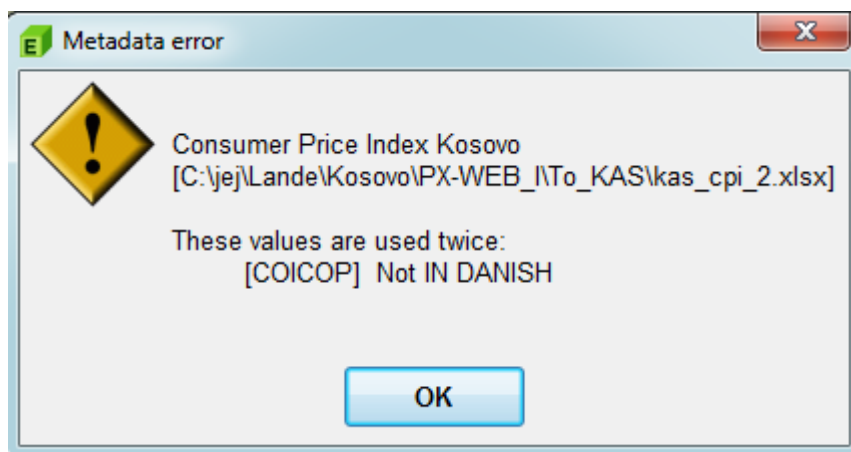 E Metadata error
Consumer Price Index Kosovo
[C:\jej\Lande\Kosovo\PX-WEB_I\To_KAS\kas_cpi_2.xlsx]
These values are used twice:
[COICOP] Not IN DANISH
OK